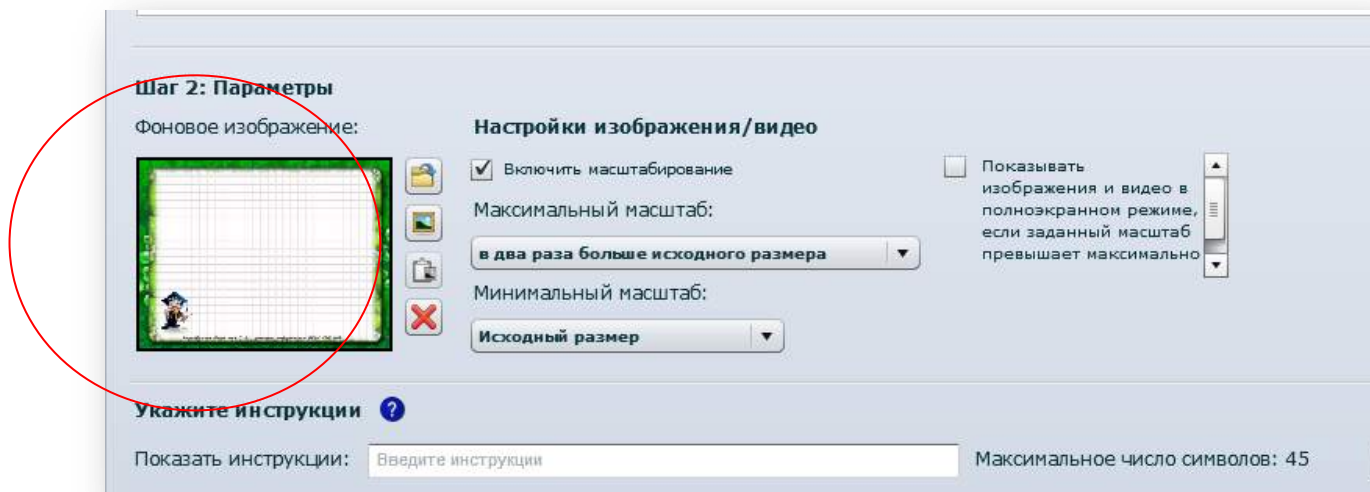 Шаг 2: Параметры
Фоновое изображение:
Настройки изображения/видео
Включить масштабирование
Максимальный масштаб:
в два раза больше исходного размера
Минимальный масштаб:
Исходный размер
Показывать
изображения и видео в
полноэкранном режиме,
если заданный масштаб
превышает максимально
Укажите инструкции ?
Показать инструкции:
Введите инструкции
Максимальное число символов: 45